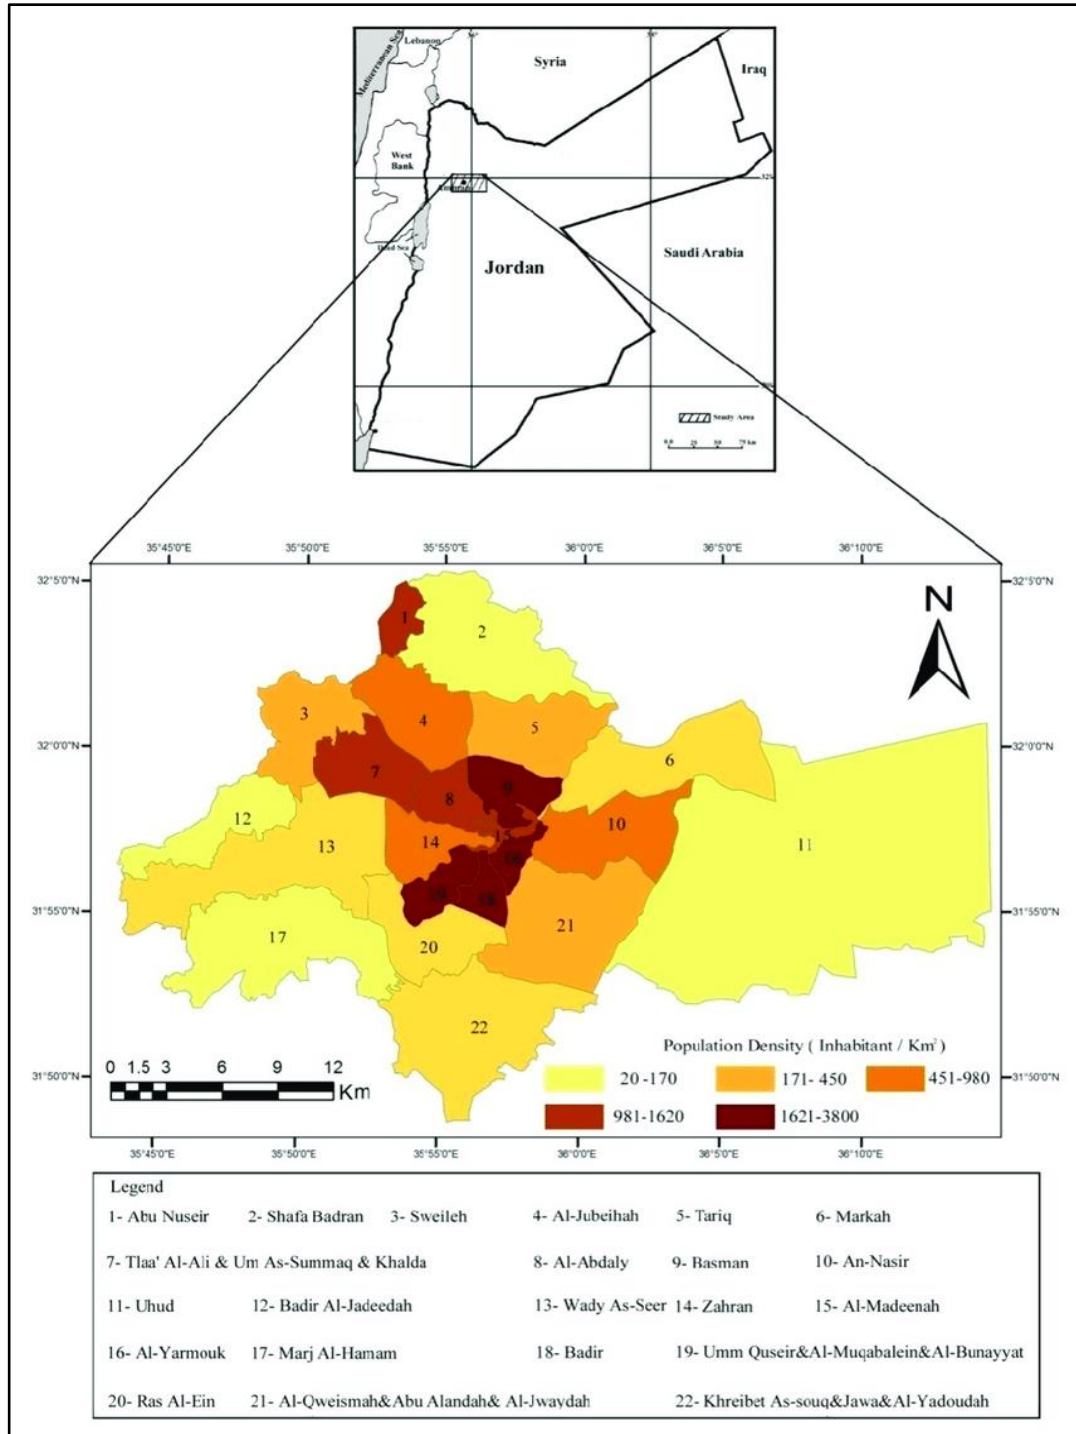 Mediterranean Sea
Lebanon
36°
39°
Syria
Iraq
West
Bank
32°
Dead Sea
Saudi Arabia
Jordan
Study Area
0.0 25 50 75 km
35°45'0"E 35°50'0"E 35°55'0"E 36°0'0"E 36°5'0"E 36°10'0"E
32°5'0"N 32°5'0"N
N
1
2
3
4
5
32°0'0"N 32°0'0"N
6
7
8
9
10
11
12
13
14
15
16
31°55'0"N 31°55'0"N
19
18
17
20
21
22
Population Density ( Inhabitant / Km²)
0 1.5 3 6 9 12
Km
20 -170 171- 450 451-980
31°50'0"N 31°50'0"N
981-1620 1621-3800
35°45'0"E 35°50'0"E 35°55'0"E 36°0'0"E 36°5'0"E 36°10'0"E
Legend
1- Abu Nuseir 2- Shafa Badran 3- Sweileh 4- Al-Jubeihah 5- Tariq 6- Markah
7- Tlaa' Al-Ali & Um As-Summaq & Khalda 8- Al-Abdaly 9- Basman 10- An-Nasir
11- Uhud 12- Badir Al-Jadeedah 13- Wady As-Seer 14- Zahran 15- Al-Madeenah
16- Al-Yarmouk 17- Marj Al-Hamam 18- Badir 19- Umm Quseir&Al-Muqabalein&Al-Bunayyat
20- Ras Al-Ein 21- Al-Qweismah&Abu Alandah& Al-Jwaydah 22- Khreibet As-souq&Jawa&Al-Yadoudah